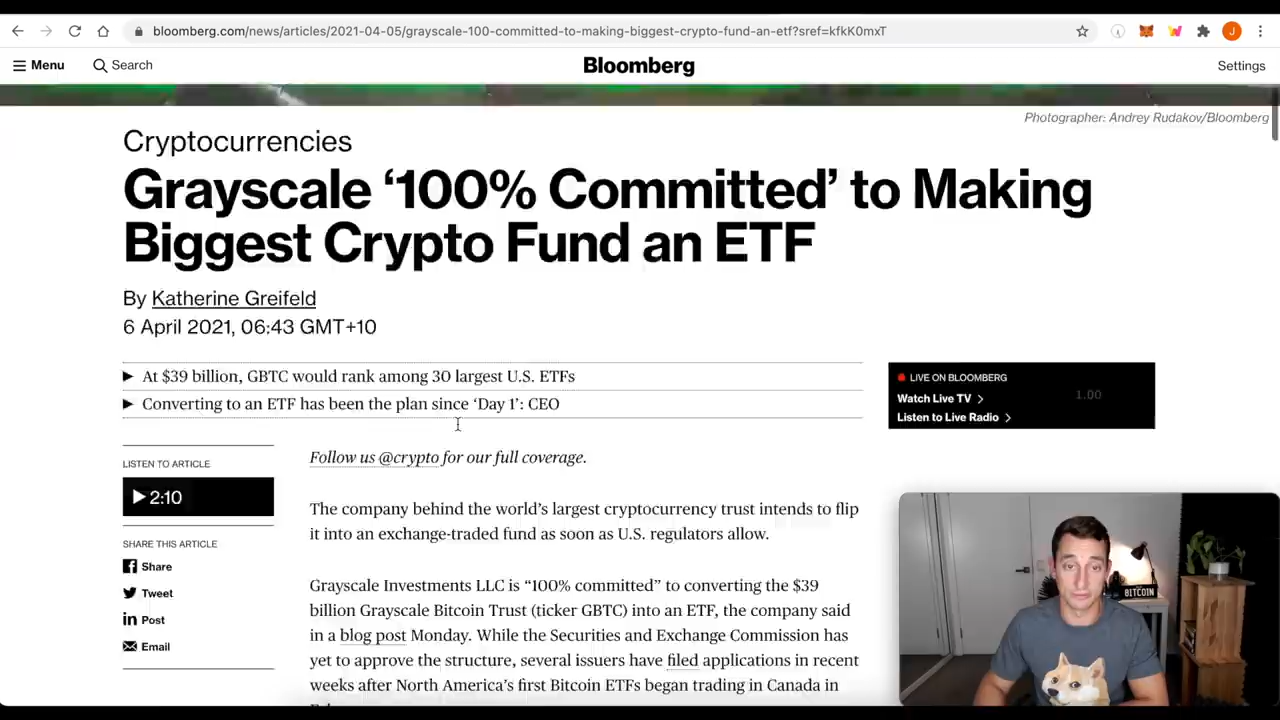 bloomberg.com/news/articles/2021-04-05/grayscale-100-committed-to-making-biggest-crypto-fund-an-etf?sref=kfkK0mxT
J
Menu
Search
Bloomberg
Settings
Photographer: Andrey Rudakov/Bloomberg
Cryptocurrencies
Grayscale ‘100% Committed’ to Making
Biggest Crypto Fund an ETF
By Katherine Greifeld
6 April 2021, 06:43 GMT+10
At $39 billion, GBTC would rank among 30 largest U.S. ETFs
Converting to an ETF has been the plan since ‘Day 1’: CEO
LIVE ON BLOOMBERG
Watch Live TV
Listen to Live Radio
1.00
LISTEN TO ARTICLE
2:10
SHARE THIS ARTICLE
Share
Tweet
Post
Email
Follow us @crypto for our full coverage.
The company behind the world’s largest cryptocurrency trust intends to flip
it into an exchange-traded fund as soon as U.S. regulators allow.
Grayscale Investments LLC is “100% committed” to converting the $39
billion Grayscale Bitcoin Trust (ticker GBTC) into an ETF, the company said
in a blog post Monday. While the Securities and Exchange Commission has
yet to approve the structure, several issuers have filed applications in recent
weeks after North America’s first Bitcoin ETFs began trading in Canada in
BITCOIN